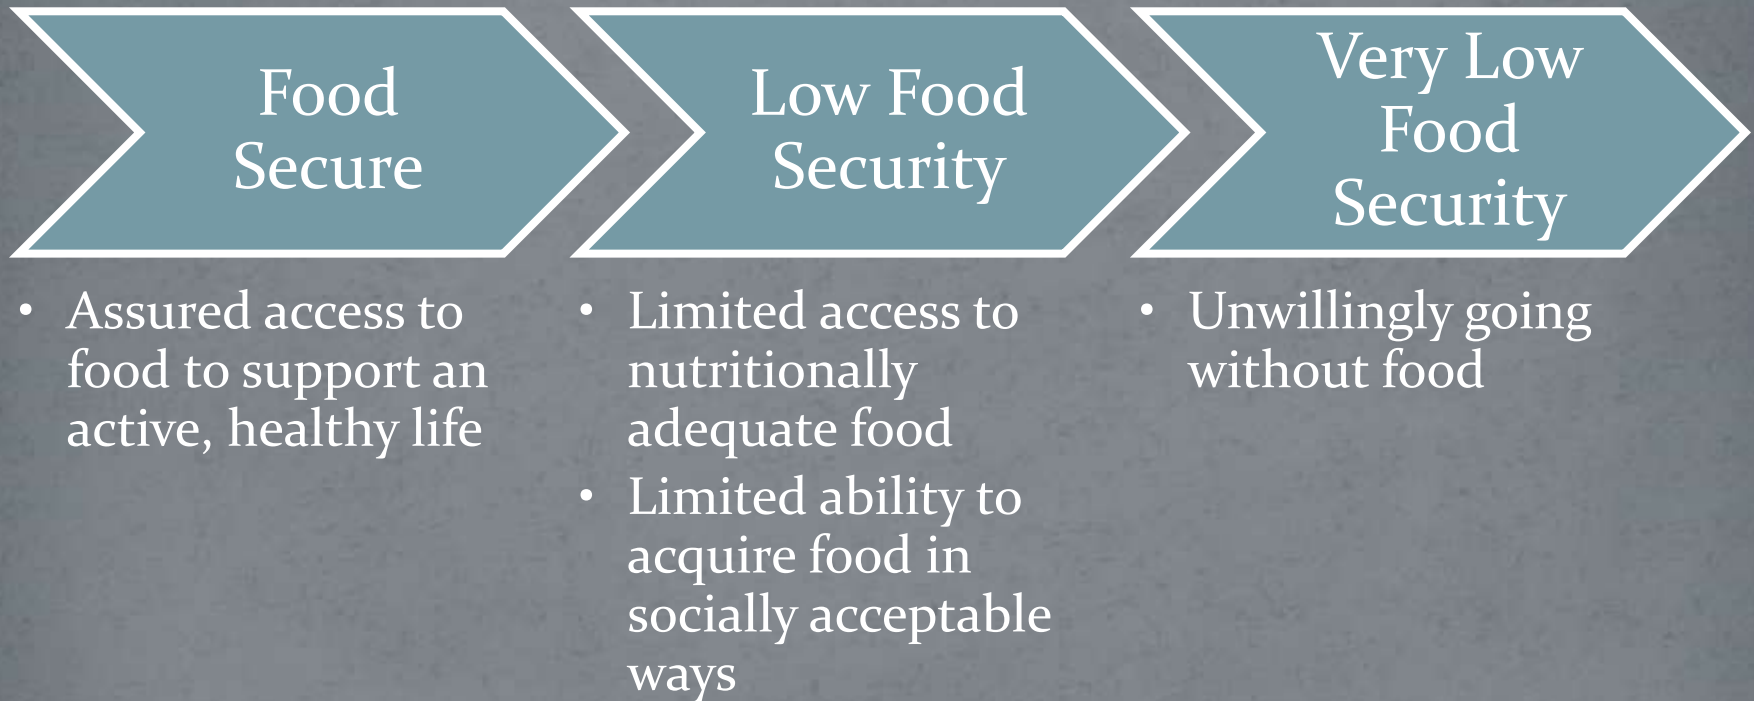 Food
Secure
• Assured access to
food to support an
active, healthy life
Low Food
Security
• Limited access to
nutritionally
adequate food
• Limited ability to
acquire food in
socially acceptable
ways
Very Low
Food
Security
• Unwillingly going
without food